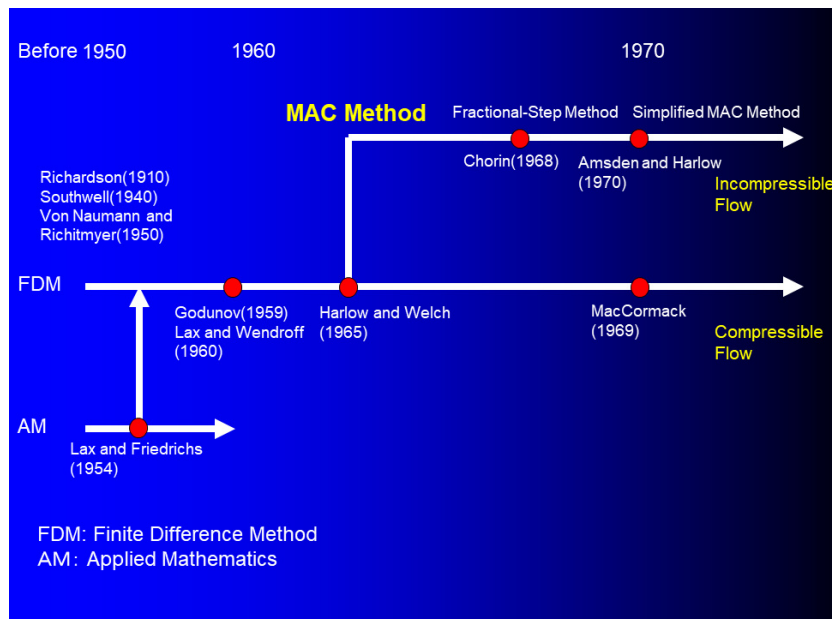 Before 1950
1960
1970
MAC Method
Fractional-Step Method
Simplified MAC Method
Chorin(1968)
Amsden and Harlow
(1970)
Incompressible
Flow
Richardson(1910)
Southwell(1940)
Von Naumann and
Richitmyer(1950)
FDM
Godunov(1959)
Lax and Wendroff
(1960)
Harlow and Welch
(1965)
MacCormack
(1969)
Compressible
Flow
AM
Lax and Friedrichs
(1954)
FDM: Finite Difference Method
AM: Applied Mathematics